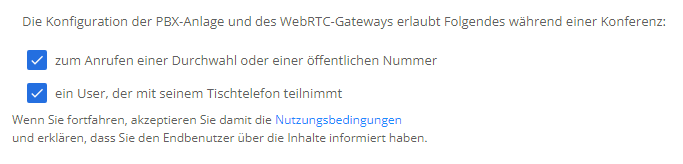 Die Konfiguration der PBX-Anlage und des WebRTC-Gateways erlaubt Folgendes während einer Konferenz:
zum Anrufen einer Durchwahl oder einer öffentlichen Nummer
ein User, der mit seinem Tischtelefon teilnimmt
Wenn Sie fortfahren, akzeptieren Sie damit die Nutzungsbedingungen
und erklären, dass Sie den Endbenutzer über die Inhalte informiert haben.